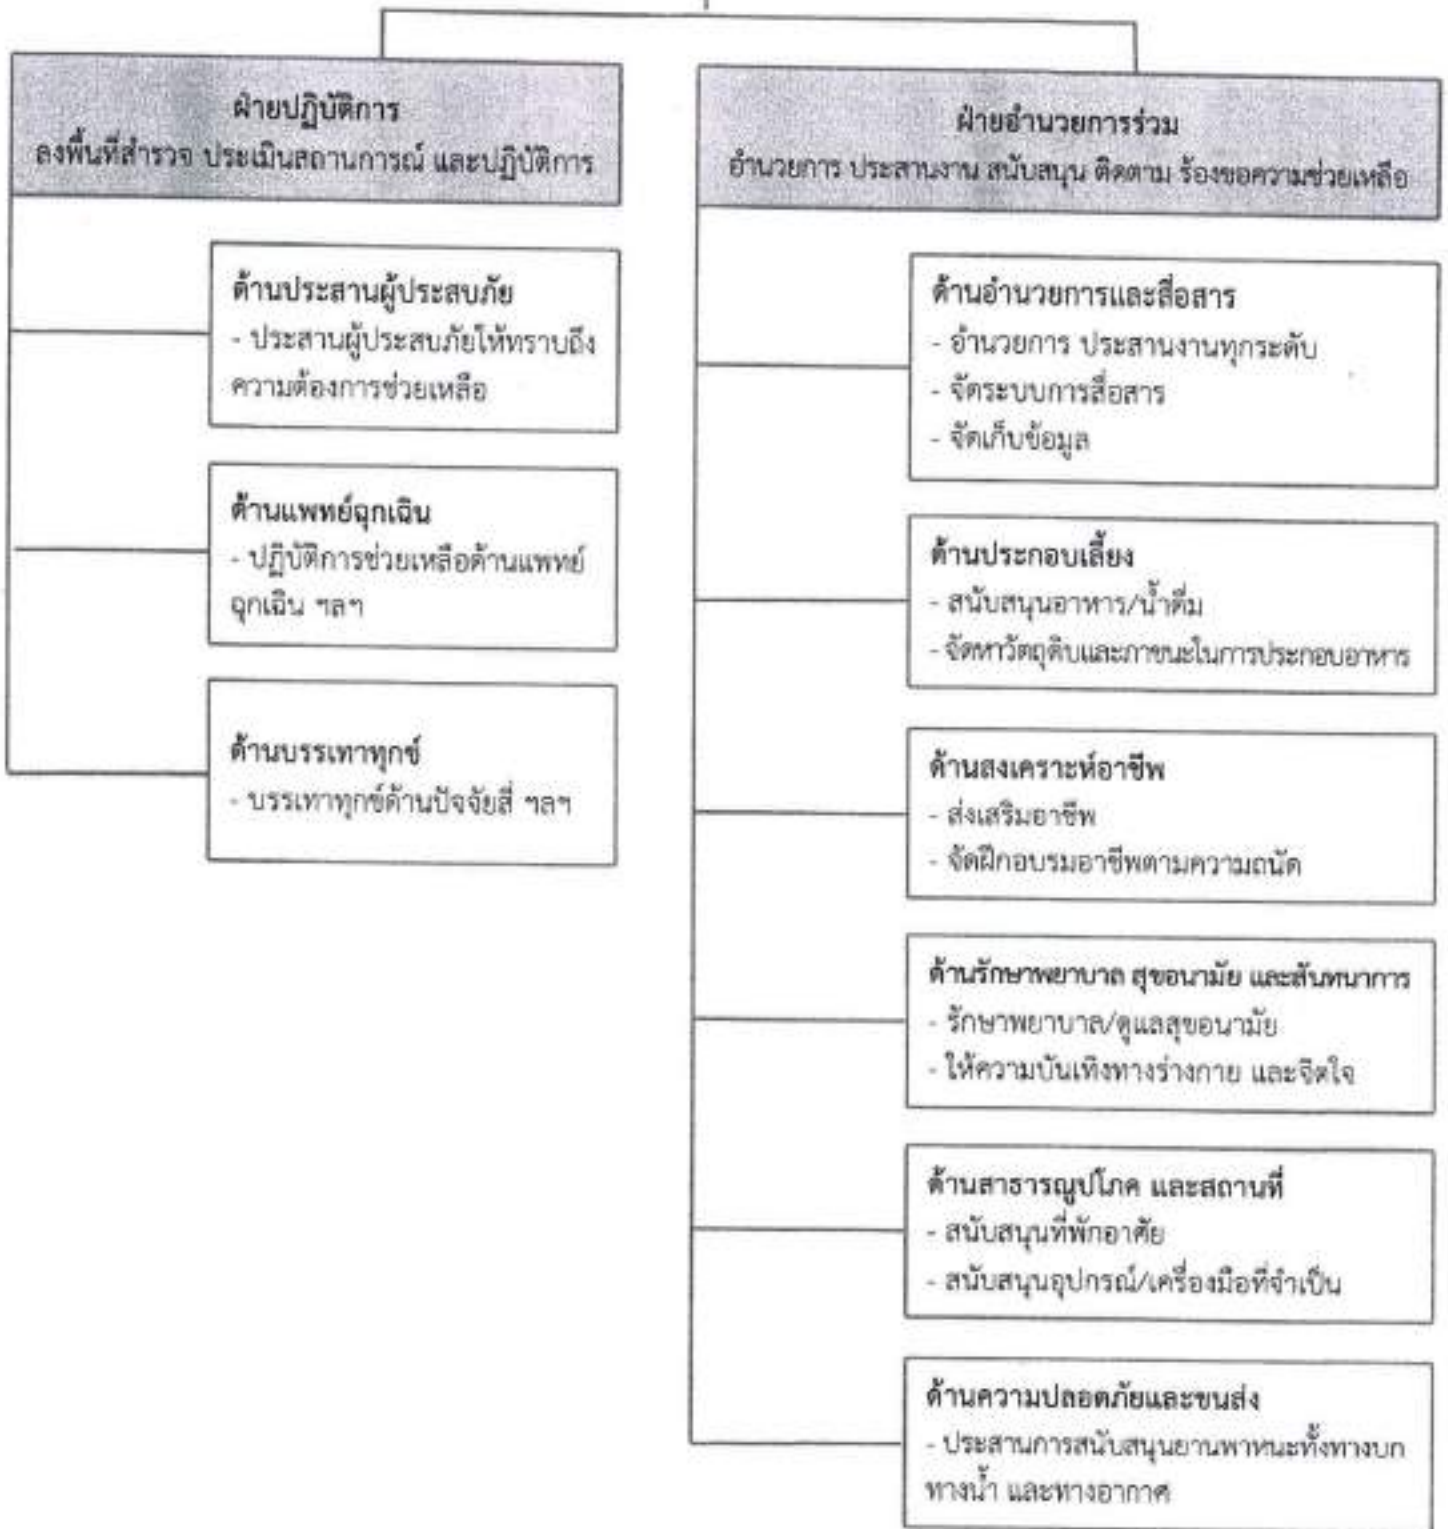 ฝ่ายปฏิบัติการ
ลงพื้นที่สำรวจ ประเมินสถานการณ์ และปฏิบัติการ
ด้านประสานผู้ประสบภัย
- ประสานผู้ประสบภัยให้ทราบถึง
ความต้องการช่วยเหลือ
ด้านแพทย์ฉุกเฉิน
- ปฏิบัติการช่วยเหลือด้านแพทย์
ฉุกเฉิน ฯลฯ
ด้านบรรเทาทุกข์
- บรรเทาทุกข์ด้านปัจจัยสี่ ฯลฯ
ฝ่ายอำนวยการร่วม
อำนวยการ ประสานงาน สนับสนุน ติดตาม ร้องขอความช่วยเหลือ
ด้านอำนวยการและสื่อสาร
- อำนวยการ ประสานงานทุกระดับ
- จัดระบบการสื่อสาร
- จัดเก็บข้อมูล
ด้านประกอบเลี้ยง
- สนับสนุนอาหาร/น้ำดื่ม
- จัดหาวัตถุดิบและภาชนะในการประกอบอาหาร
ด้านสงเคราะห์อาชีพ
- ส่งเสริมอาชีพ
- จัดฝึกอบรมอาชีพตามความถนัด
ด้านรักษาพยาบาล สุขอนามัย และสันทนาการ
- รักษาพยาบาล/ดูแลสุขอนามัย
- ให้ความบันเทิงทางร่างกาย และจิตใจ
ด้านสาธารณูปโภค และสถานที่
- สนับสนุนที่พักอาศัย
- สนับสนุนอุปกรณ์/เครื่องมือที่จำเป็น
ด้านความปลอดภัยและขนส่ง
- ประสานการสนับสนุนยานพาหนะทั้งทางบก
ทางน้ำ และทางอากาศ